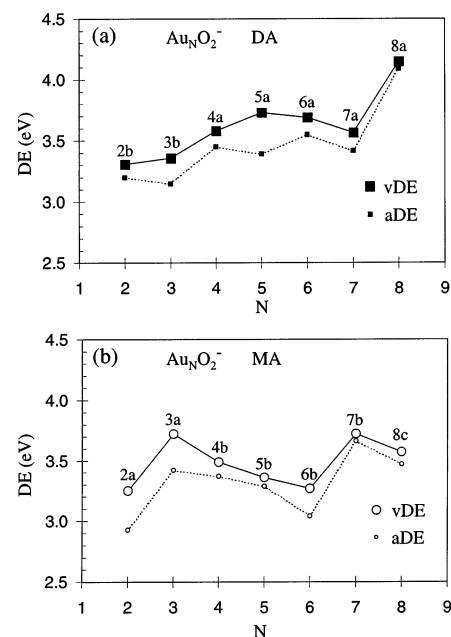 (a) Au_NO_2^- DA
4.5
4.0
3.5
3.0
2.5
DE (eV)
2b 3b 4a 5a 6a 7a 8a
vDE
aDE
1 2 3 4 5 6 7 8 9
N
(b) Au_NO_2^- MA
4.5
4.0
3.5
3.0
2.5
DE (eV)
2a 3a 4b 5b 6b 7b 8c
vDE
aDE
1 2 3 4 5 6 7 8 9
N